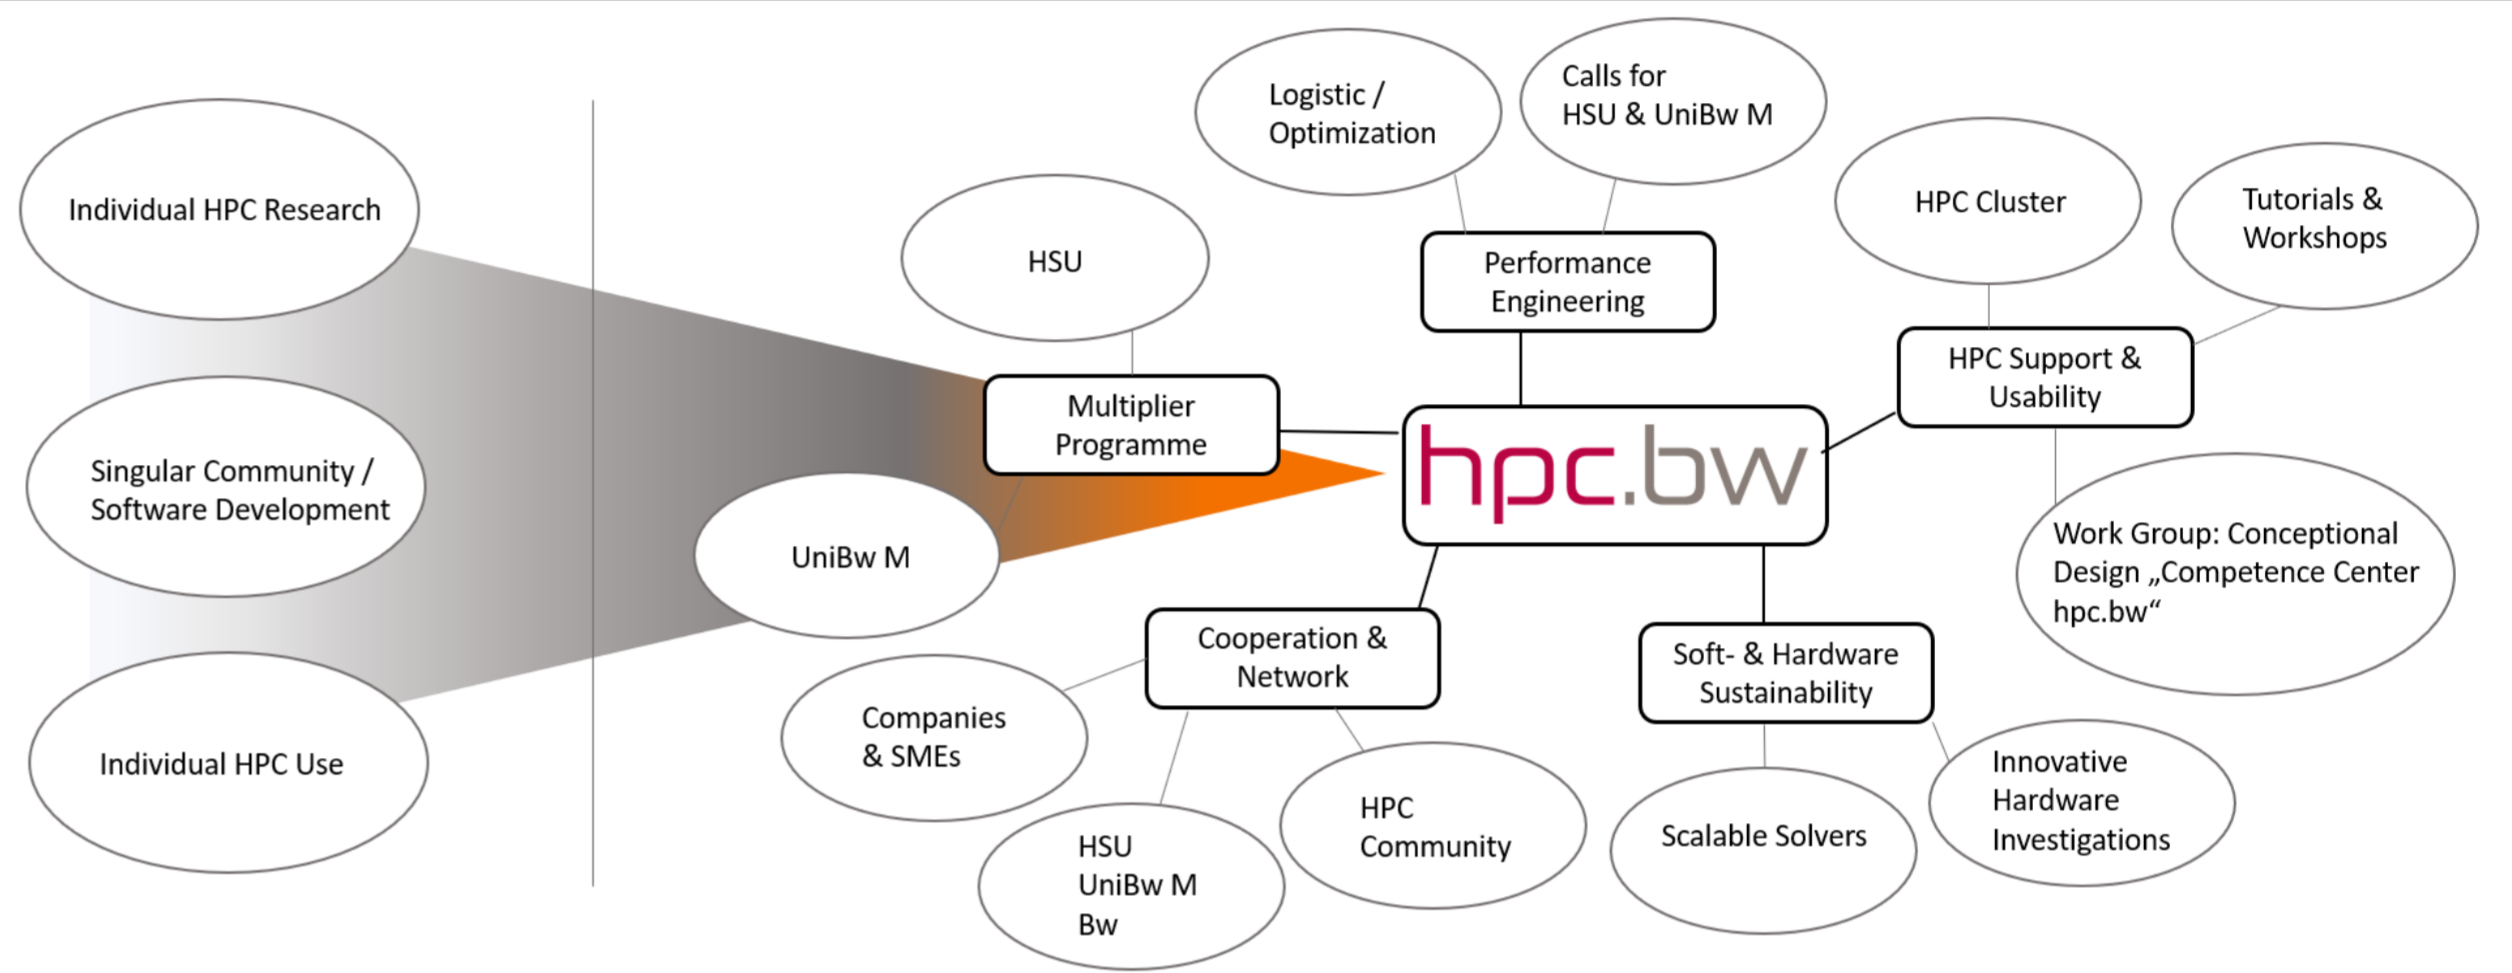 Individual HPC Research
Singular Community /
Software Development
Individual HPC Use
HSU
Multiplier
Programme
UniBw M
Logistic /
Optimization
Calls for
HSU & UniBw M
Performance
Engineering
HPC Cluster
Tutorials &
Workshops
HPC Support &
Usability
Work Group: Conceptional
Design „Competence Center
hpc.bw“
hpc.bw
Cooperation &
Network
Companies
& SMEs
HSU
UniBw M
Bw
HPC
Community
Soft- & Hardware
Sustainability
Scalable Solvers
Innovative
Hardware
Investigations